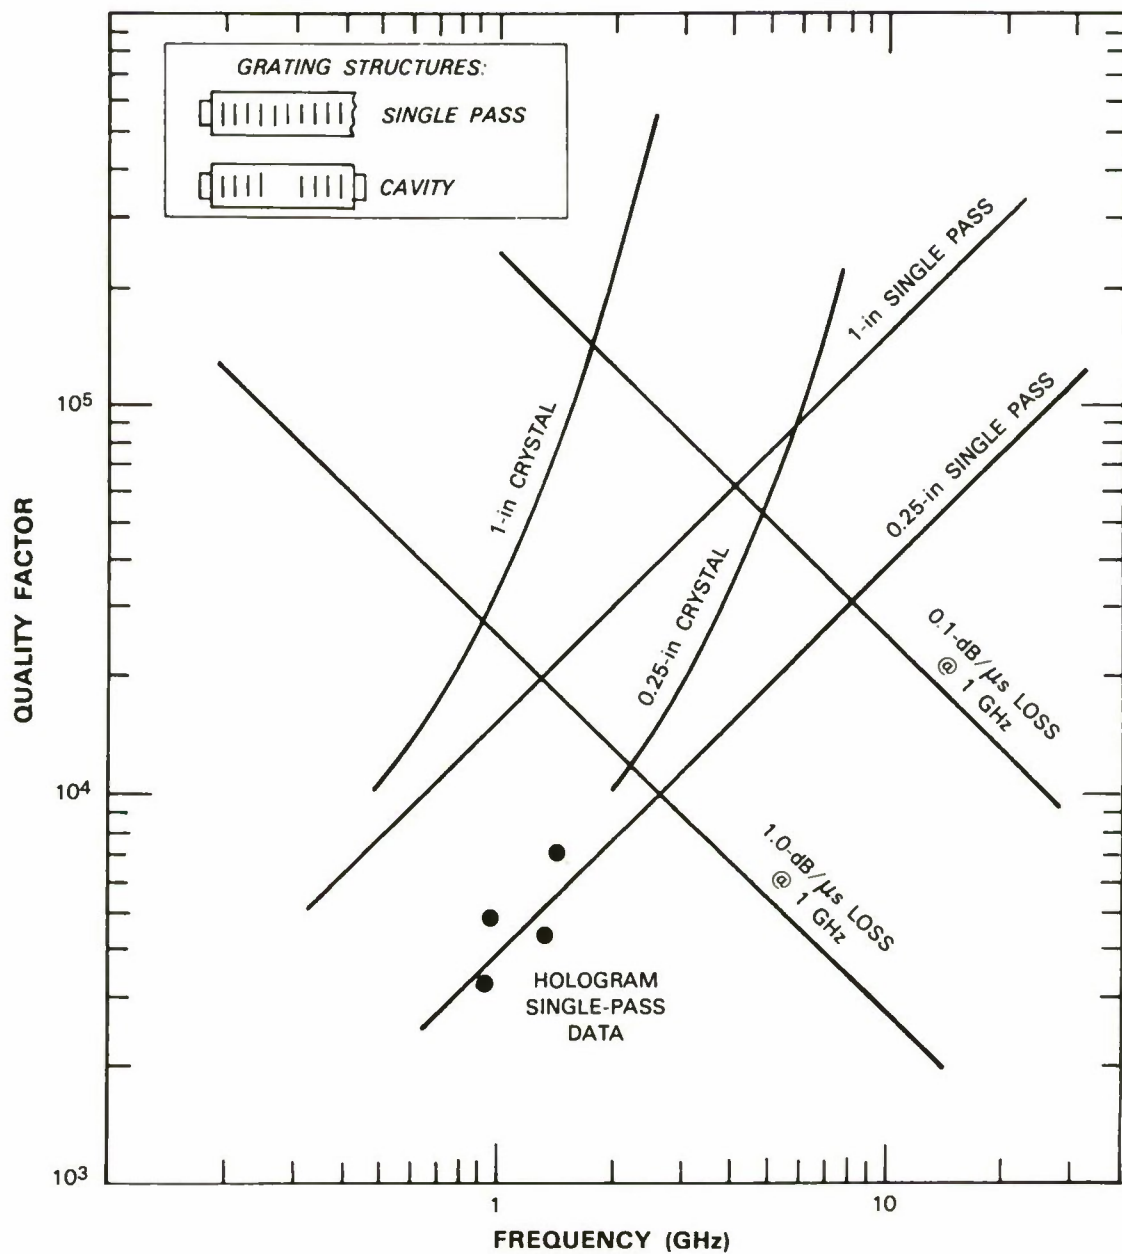 GRATING STRUCTURES:
SINGLE PASS
CAVITY
QUALITY FACTOR
10⁵
10⁴
10³
1-in CRYSTAL
0.25-in CRYSTAL
1-in SINGLE PASS
0.25-in SINGLE PASS
0.1-dB/μs LOSS
@ 1 GHz
1.0-dB/μs LOSS
@ 1 GHz
HOLOGRAM
SINGLE-PASS
DATA
1
10
FREQUENCY (GHz)